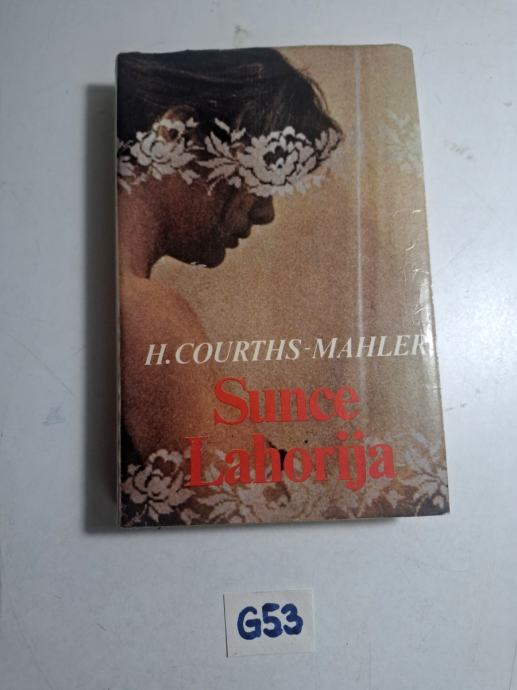 H. COURTHS-MAHLER
Sunce
Lahorija
G53